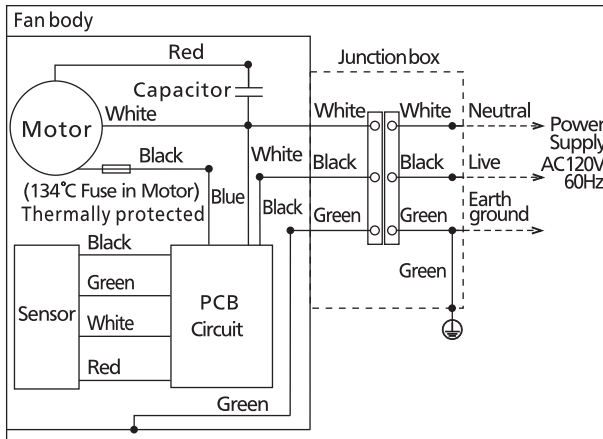 Fan body
Red
Junction box
Capacitor
White
White
White
Neutral
Motor
Power
Supply
AC120V
60Hz
Black
White
Black
Black
Live
(134°C Fuse in Motor)
Thermally protected
Blue
Black
Green
Green
Earth
ground
Black
Green
Sensor
Green
PCB
Circuit
White
Red
Green